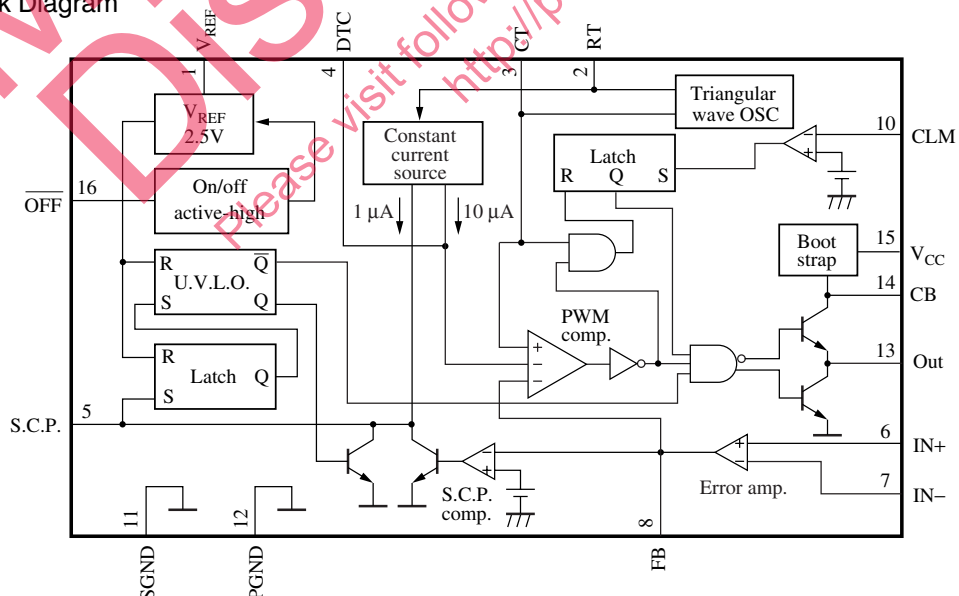 k Diagram
VREF
DTC
CT
RT
1
4
3
2
VREF
2.5V
Constant
current
source
Triangular
wave OSC
10
CLM
Latch
R
Q
S
16
OFF
On/off
active-high
1 μA
10 μA
Boot
strap
15
VCC
14
CB
R
Q
U.V.L.O.
S
Q
PWM
comp.
+
−
−
13
Out
R
Latch
Q
S
5
S.C.P.
6
IN+
+
−
−
+
S.C.P.
comp.
Error amp.
7
IN−
11
12
8
SGND
PGND
FB
−
+
Dis
Please visit follow
http://p